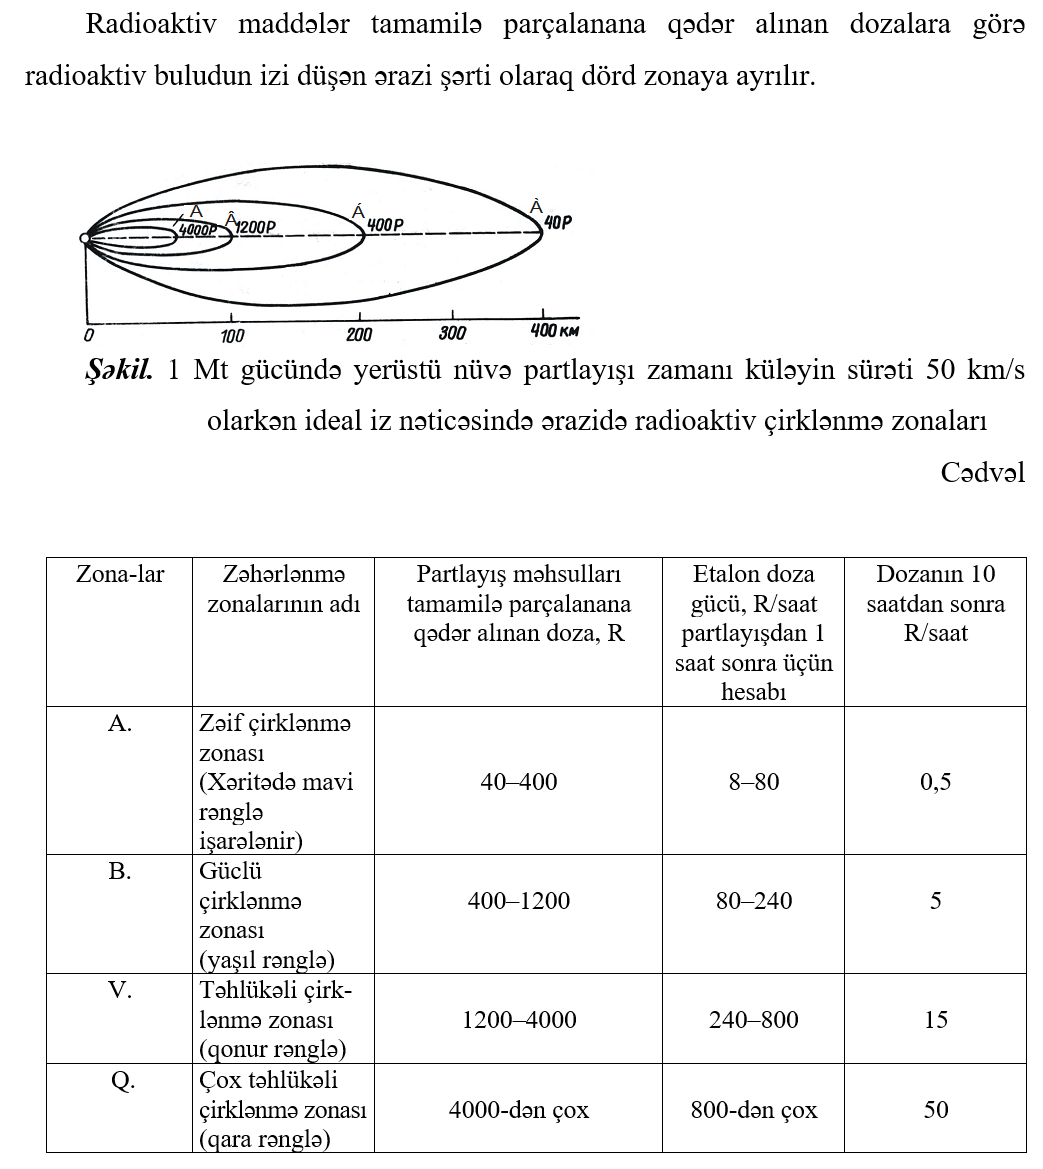 Radioaktiv maddələr tamamilə parçalanana qədər alınan dozalara görə
radioaktiv buludun izi düşən ərazi şərti olaraq dörd zonaya ayrılır.
Â Â Á À
4000Р 1200Р 400Р 40Р
0 100 200 300 400 КМ
Şəkil. 1 Mt gücündə yerüstü nüvə partlayışı zamanı küləyin sürəti 50 km/s
olarkən ideal iz nəticəsində ərazidə radioaktiv çirklənmə zonaları
Cədvəl
Zona-lar
Zəhərlənmə
zonalarının adı
Partlayış məhsulları
tamamilə parçalanana
qədər alınan doza, R
Etalon doza
gücü, R/saat
partlayışdan 1
saat sonra üçün
hesabı
Dozanın 10
saatdan sonra
R/saat
A.
Zəif çirklənmə
zonası
(Xəritədə mavi
rənglə
işarələnir)
40–400
8–80
0,5
B.
Güclü
çirklənmə
zonası
(yaşıl rənglə)
400–1200
80–240
5
V.
Təhlükəli çirk-
lənmə zonası
(qonur rənglə)
1200–4000
240–800
15
Q.
Çox təhlükəli
çirklənmə zonası
(qara rənglə)
4000-dən çox
800-dən çox
50